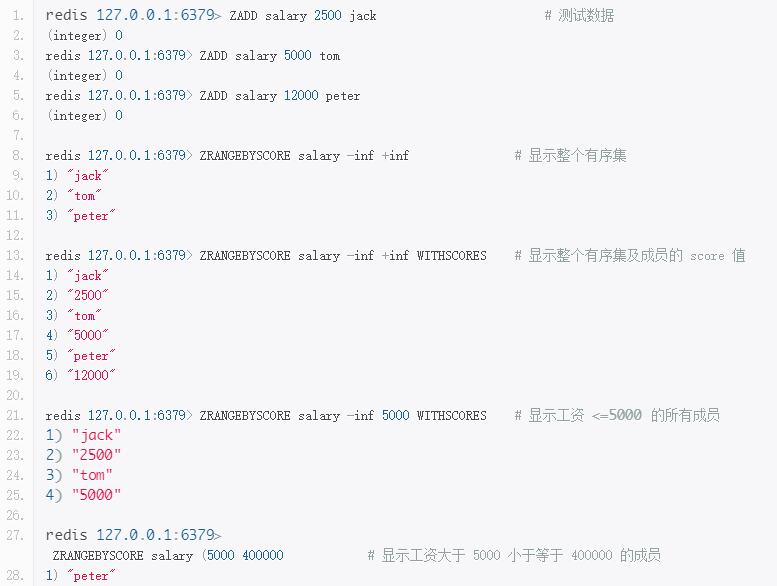 1. redis 127.0.0.1:6379> ZADD salary 2500 jack # 测试数据
2. (integer) 0
3. redis 127.0.0.1:6379> ZADD salary 5000 tom
4. (integer) 0
5. redis 127.0.0.1:6379> ZADD salary 12000 peter
6. (integer) 0
7.
8. redis 127.0.0.1:6379> ZRANGEBYSCORE salary -inf +inf # 显示整个有序集
9. 1) "jack"
10. 2) "tom"
11. 3) "peter"
12.
13. redis 127.0.0.1:6379> ZRANGEBYSCORE salary -inf +inf WITHSCORES # 显示整个有序集及成员的 score 值
14. 1) "jack"
15. 2) "2500"
16. 3) "tom"
17. 4) "5000"
18. 5) "peter"
19. 6) "12000"
20.
21. redis 127.0.0.1:6379> ZRANGEBYSCORE salary -inf 5000 WITHSCORES # 显示工资 <=5000 的所有成员
22. 1) "jack"
23. 2) "2500"
24. 3) "tom"
25. 4) "5000"
26.
27. redis 127.0.0.1:6379>
ZRANGEBYSCORE salary (5000 400000 # 显示工资大于 5000 小于等于 400000 的成员
28. 1) "peter"